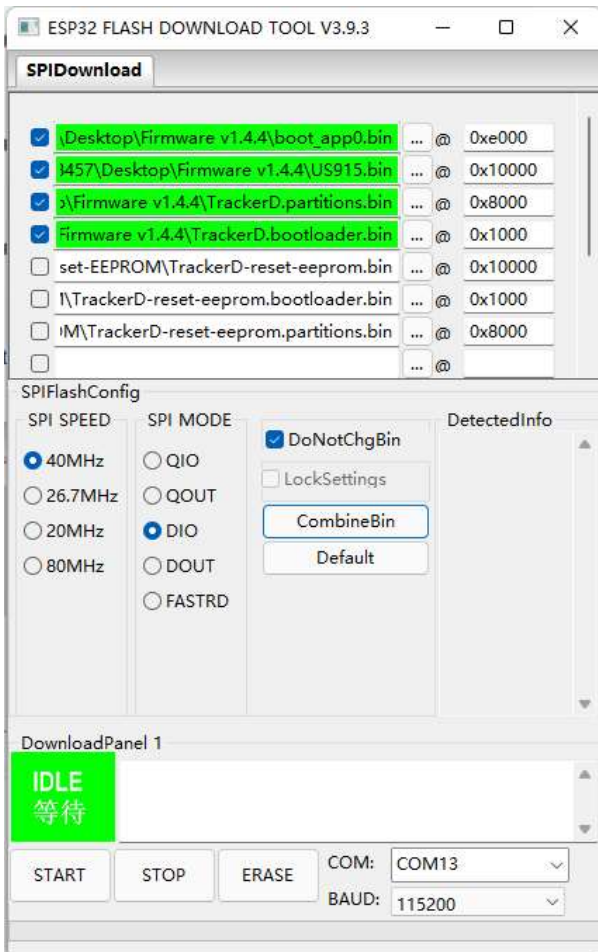 ESP32 FLASH DOWNLOAD TOOL V3.9.3
SPIDownload
\Desktop\Firmware v1.4.4\boot_app0.bin ... @ 0xe000
3457\Desktop\Firmware v1.4.4\US915.bin ... @ 0x10000
\Firmware v1.4.4\TrackerD.partitions.bin ... @ 0x8000
Firmware v1.4.4\TrackerD.bootloader.bin ... @ 0x1000
set-EEPROM\TrackerD-reset-eeprom.bin ... @ 0x10000
\TrackerD-reset-eeprom.bootloader.bin ... @ 0x1000
M\TrackerD-reset-eeprom.partitions.bin ... @ 0x8000
... @
SPIFlashConfig
SPI SPEED
40MHz
26.7MHz
20MHz
80MHz
SPI MODE
QIO
QOUT
DIO
DOUT
FASTRD
DoNotChgBin
LockSettings
CombineBin
Default
DetectedInfo
DownloadPanel 1
IDLE
等待
START STOP ERASE
COM: COM13
BAUD: 115200